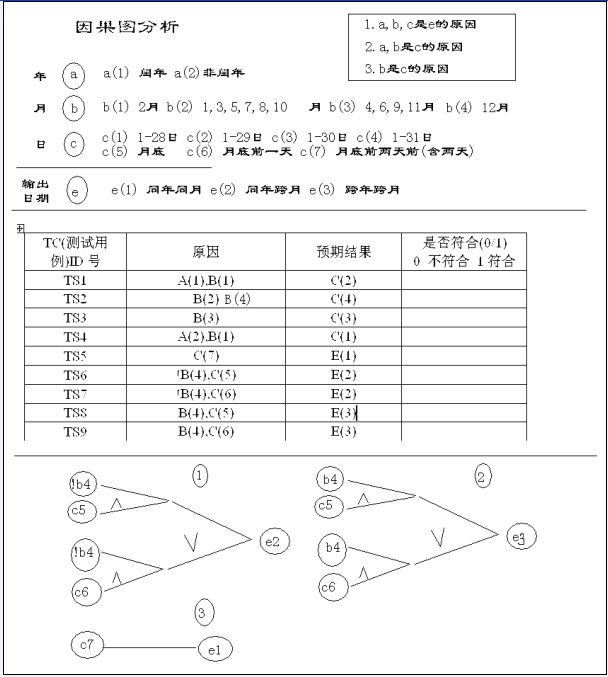 因果图分析
1.a,b,c是e的原因
2.a,b是c的原因
3.b是c的原因
年 a a(1) 闰年 a(2)非闰年
月 b b(1) 2月 b(2) 1,3,5,7,8,10 月 b(3) 4,6,9,11月 b(4) 12月
日 c c(1) 1-28日 c(2) 1-29日 c(3) 1-30日 c(4) 1-31日
c(5) 月底 c(6) 月底前一天 c(7) 月底前两天前(含两天)
输出日期 e e(1) 同年同月 e(2) 同年跨月 e(3) 跨年跨月
TC(测试用例)ID 号 原因 预期结果 是否符合(0/1) 0 不符合 1 符合
TS1 A(1),B(1) C(2)
TS2 B(2) B(4) C(4)
TS3 B(3) C(3)
TS4 A(2),B(1) C(1)
TS5 C(7) E(1)
TS6 !B(4),C(5) E(2)
TS7 !B(4),C(6) E(2)
TS8 B(4),C(5) E(3)
TS9 B(4),C(6) E(3)
1
!b4
c5
∧
!b4
c6
∧
∨
e2
2
b4
c5
∧
b4
c6
∧
∨
e3
3
c7
e1